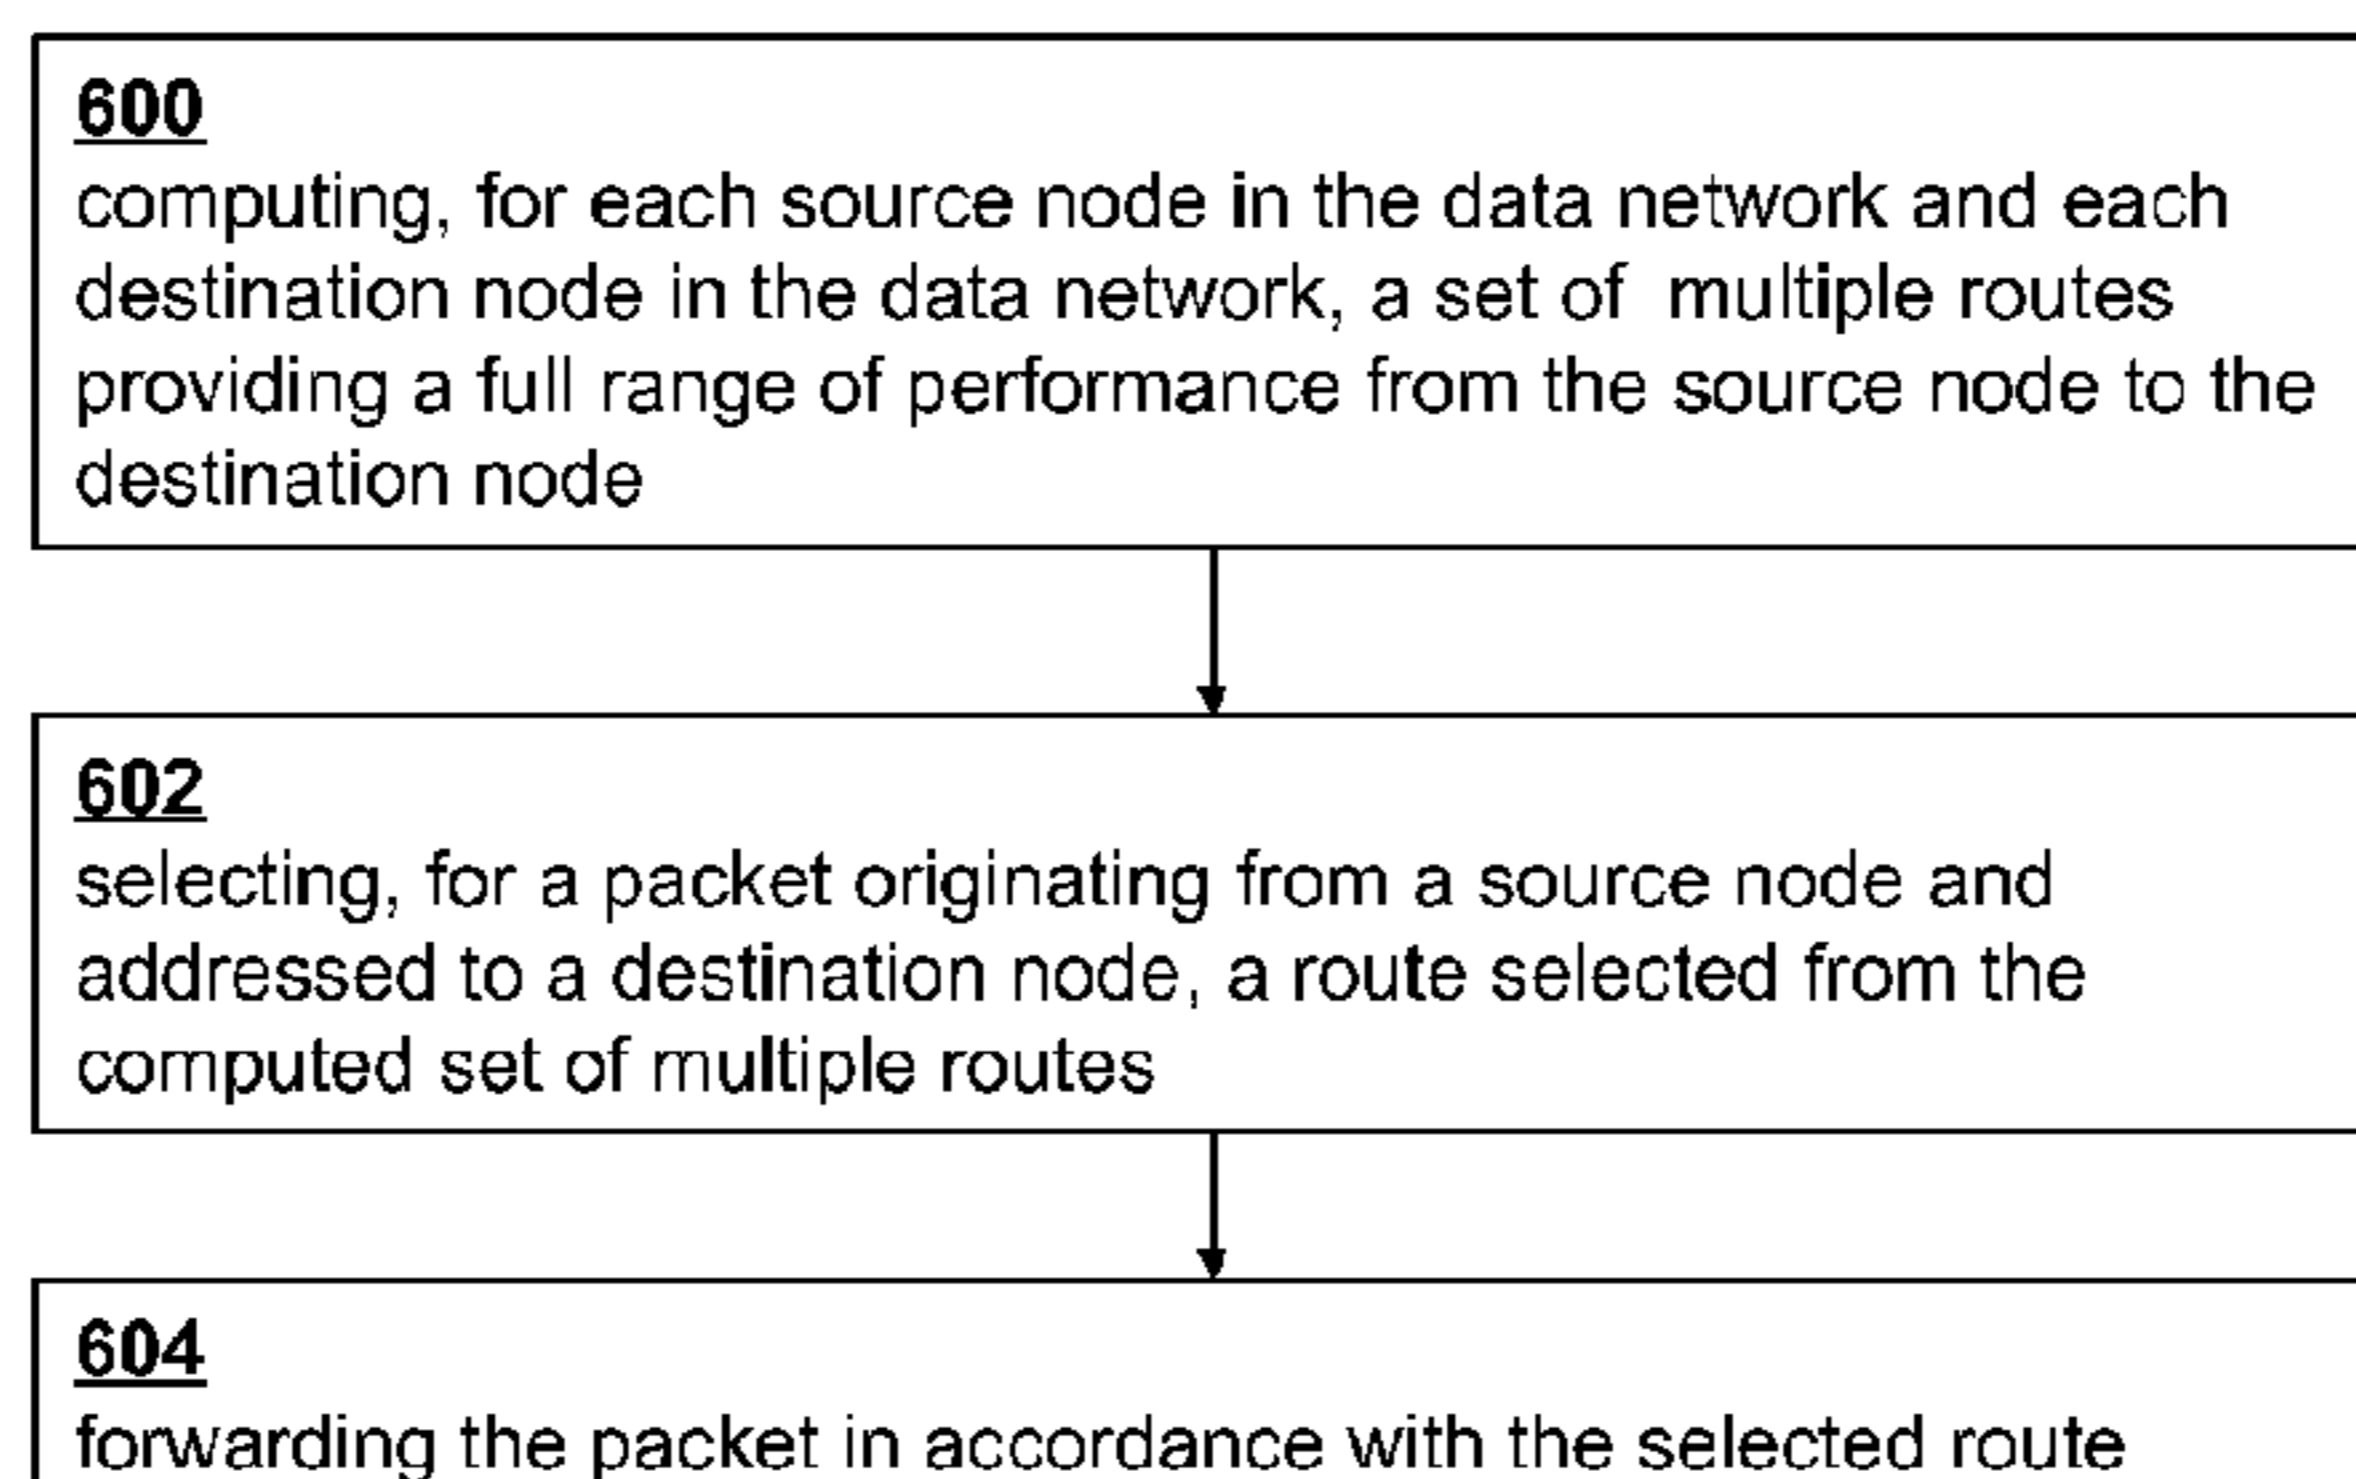 600
computing, for each source node in the data network and each
destination node in the data network, a set of multiple routes
providing a full range of performance from the source node to the
destination node
602
selecting, for a packet originating from a source node and
addressed to a destination node, a route selected from the
computed set of multiple routes
604
forwarding the packet in accordance with the selected route